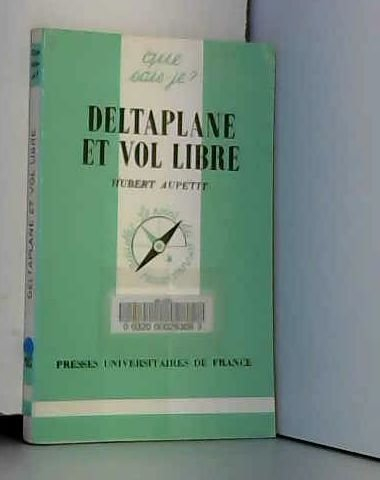 Que
sais-je?
DELTAPLANE
ET VOL LIBRE
HUBERT AUPETIT
PRESSES UNIVERSITAIRES DE FRANCE
DELTAPLANE ET VOL LIBRE